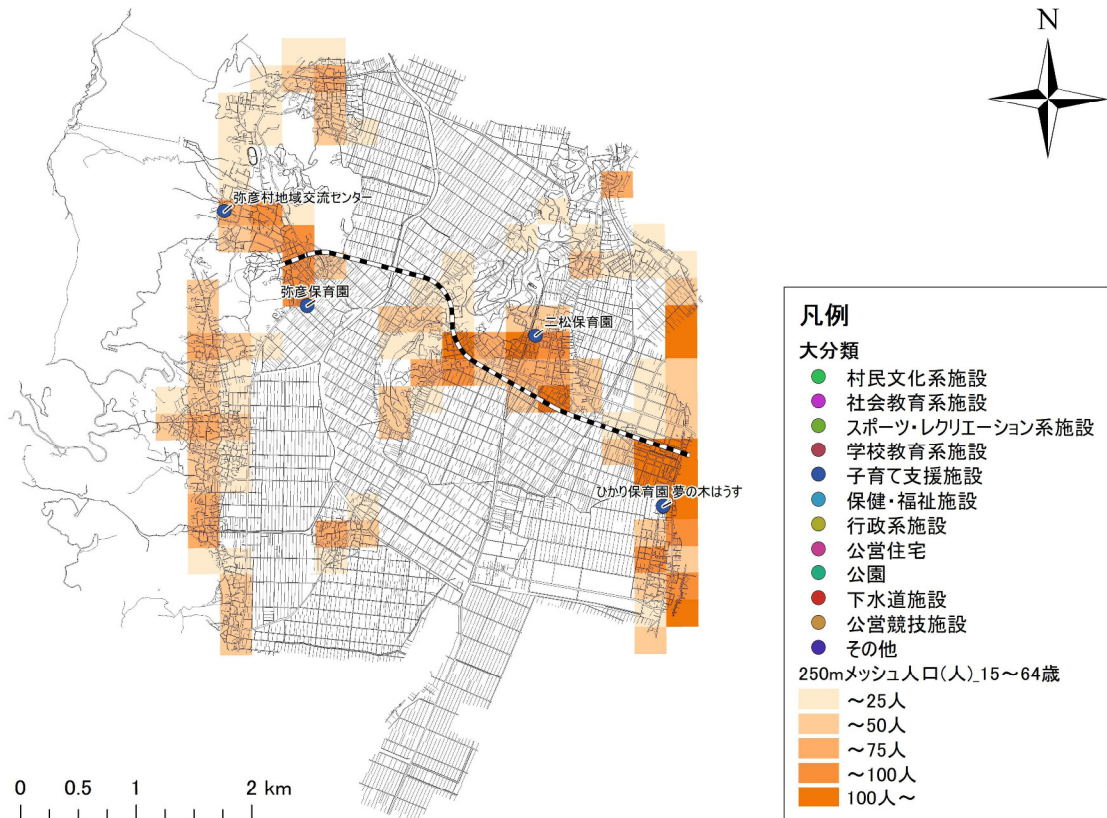 N
弥彦村地域交流センター
弥彦保育園
二松保育園
ひかり保育園 夢の木はうす
凡例
大分類
村民文化系施設
社会教育系施設
スポーツ・レクリエーション系施設
学校教育系施設
子育て支援施設
保健・福祉施設
行政系施設
公営住宅
公園
下水道施設
公営競技施設
その他
250mメッシュ人口(人)_15～64歳
～25人
～50人
～75人
～100人
100人～
0 0.5 1 2 km